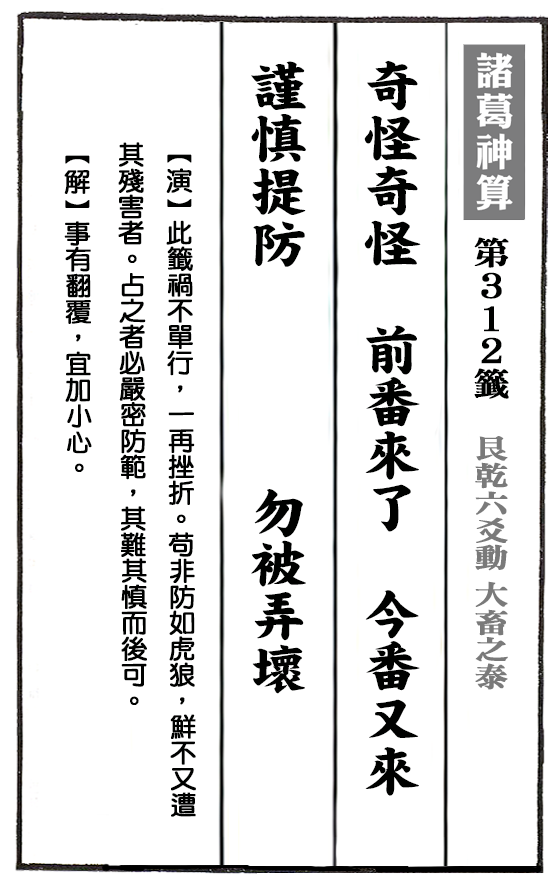 諸葛神算 第312籤 艮乾六爻動 大畜之泰
奇怪奇怪 前番來了 今番又來
謹慎提防 勿被弄壞
【演】此籤禍不單行，一再挫折。苟非防如虎狼，鮮不又遭
其殘害者。占之者必嚴密防範，其難其慎而後可。
【解】事有翻覆，宜加小心。